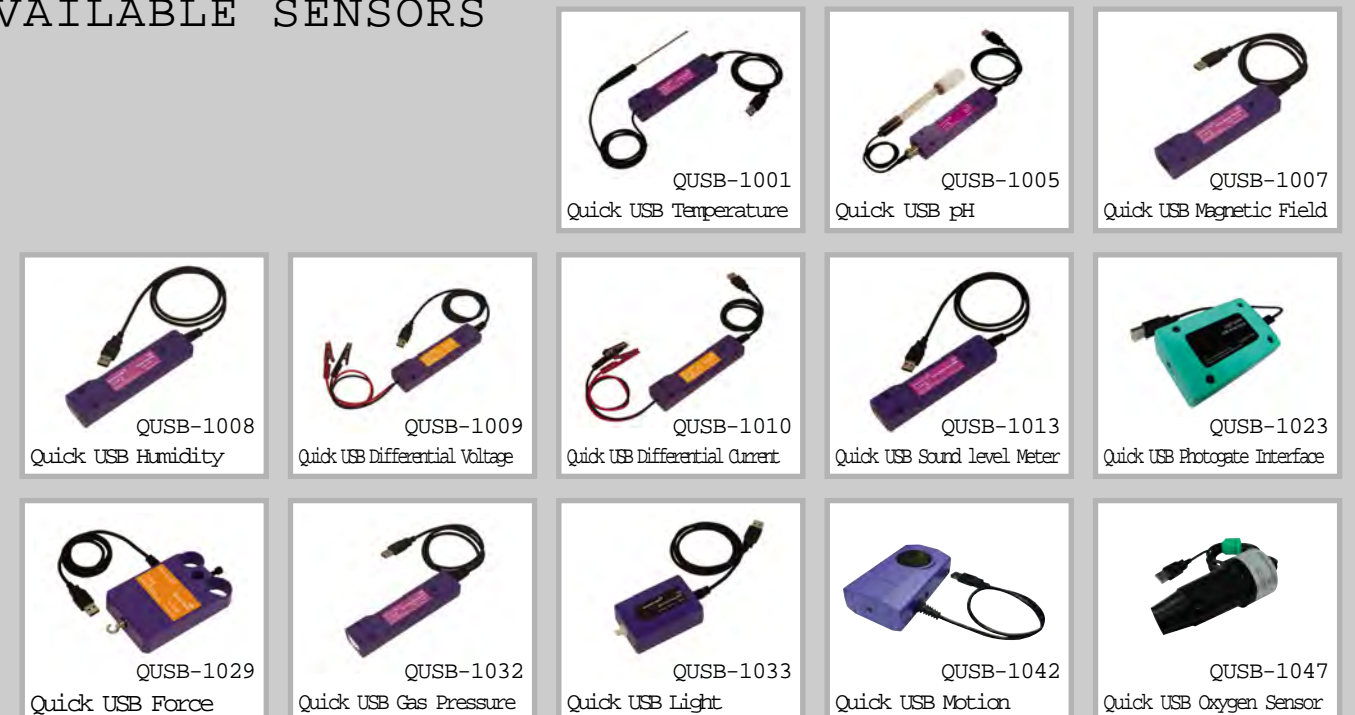 VAILABLE SENSORS
QUSB-1001
Quick USB Temperature
QUSB-1005
Quick USB pH
QUSB-1007
Quick USB Magnetic Field
QUSB-1008
Quick USB Humidity
QUSB-1009
Quick USB Differential Voltage
QUSB-1010
Quick USB Differential Current
QUSB-1013
Quick USB Sound level Meter
QUSB-1023
Quick USB Photogate Interface
QUSB-1029
Quick USB Force
QUSB-1032
Quick USB Gas Pressure
QUSB-1033
Quick USB Light
QUSB-1042
Quick USB Motion
QUSB-1047
Quick USB Oxygen Sensor